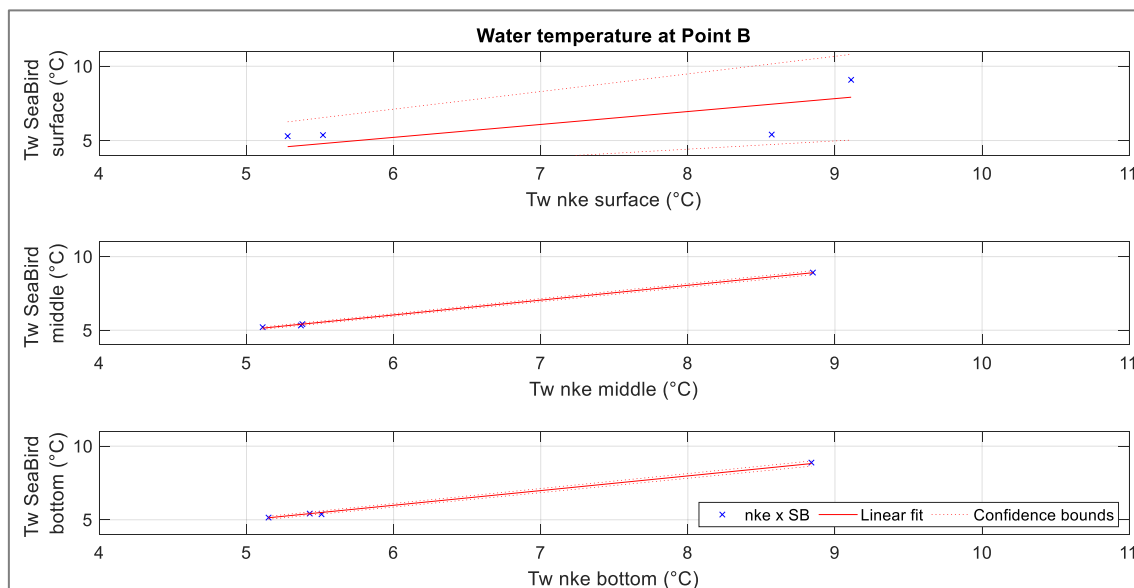 Water temperature at Point B
Tw SeaBird
surface (°C)
10
5
4 5 6 7 8 9 10 11
Tw nke surface (°C)
Tw SeaBird
middle (°C)
10
5
4 5 6 7 8 9 10 11
Tw nke middle (°C)
Tw SeaBird
bottom (°C)
10
5
nke x SB Linear fit Confidence bounds
4 5 6 7 8 9 10 11
Tw nke bottom (°C)